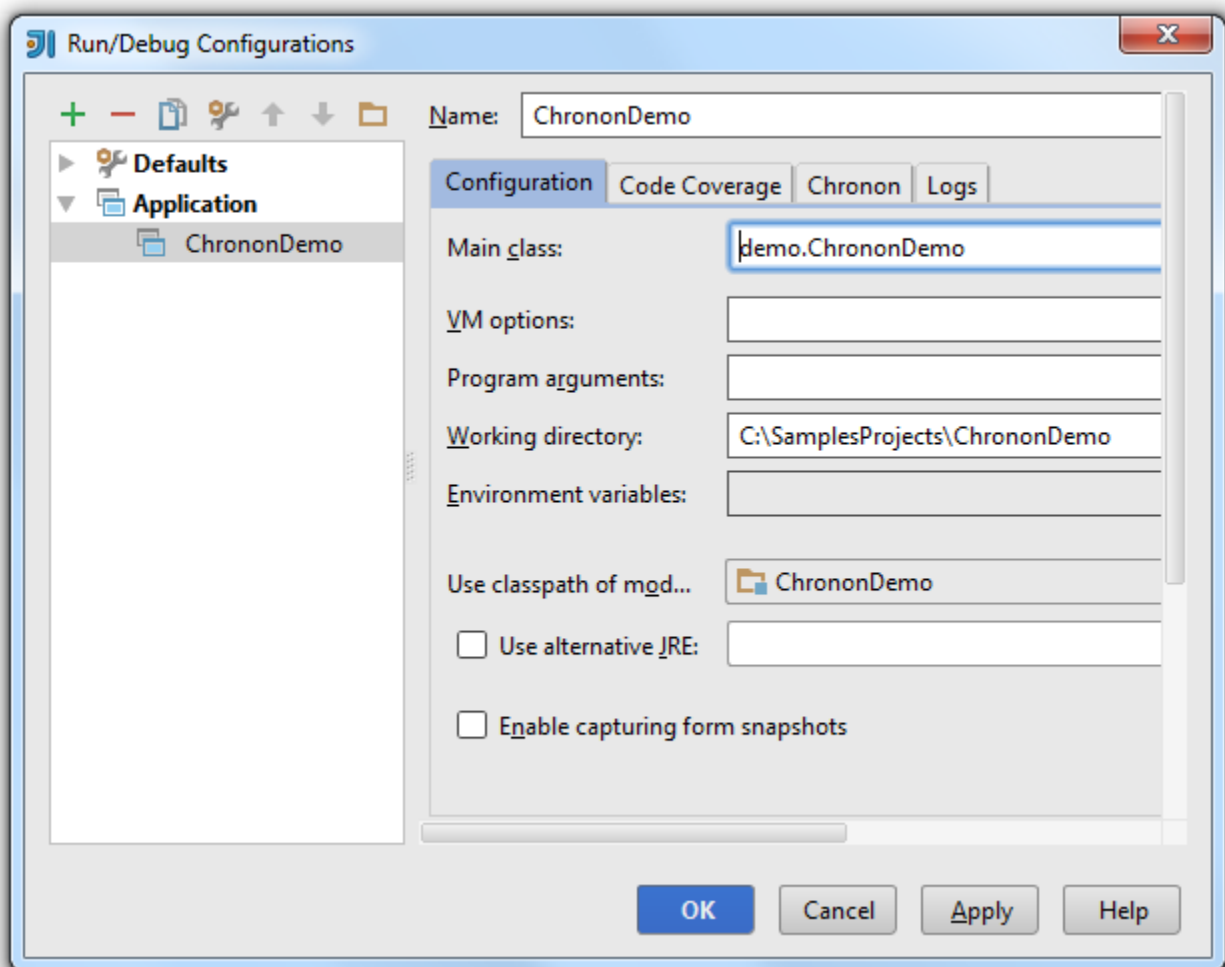 Run/Debug Configurations
Name: ChrononDemo
Defaults
Application
ChrononDemo
Configuration Code Coverage Chronon Logs
Main class: demo.ChrononDemo
VM options:
Program arguments:
Working directory: C:\SamplesProjects\ChrononDemo
Environment variables:
Use classpath of mod... ChrononDemo
Use alternative JRE:
Enable capturing form snapshots
OK Cancel Apply Help